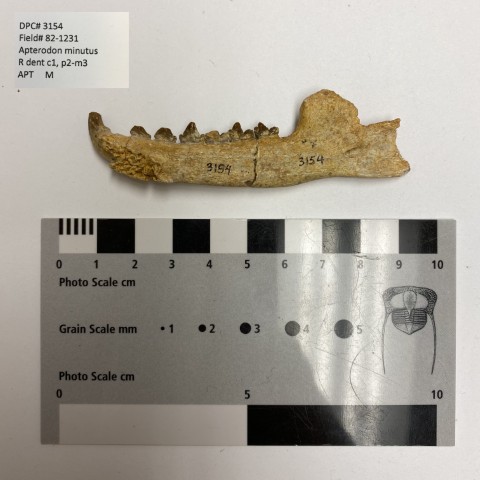 DPC# 3154
Field# 82-1231
Apterodon minutus
R dent c1, p2-m3
APT M
3154
3154
0 1 2 3 4 5 6 7 8 9 10
Photo Scale cm
Grain Scale mm 1 2 3 4 5
Photo Scale cm
0 5 10